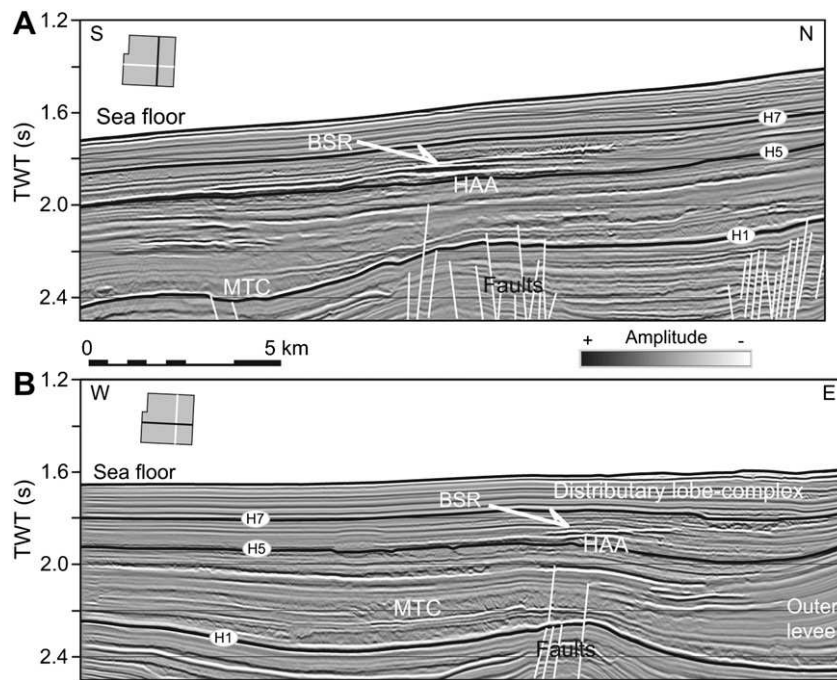 A
1.2
S
N
1.6
Sea floor
BSR
H7
H5
TWT (s)
2.0
HAA
H1
MTC
Faults
2.4
0
5 km
+
Amplitude
-
B
1.2
W
E
1.6
Sea floor
Distributary lobe-complex
BSR
H7
TWT (s)
H5
HAA
2.0
MTC
Outer
levee
H1
Faults
2.4